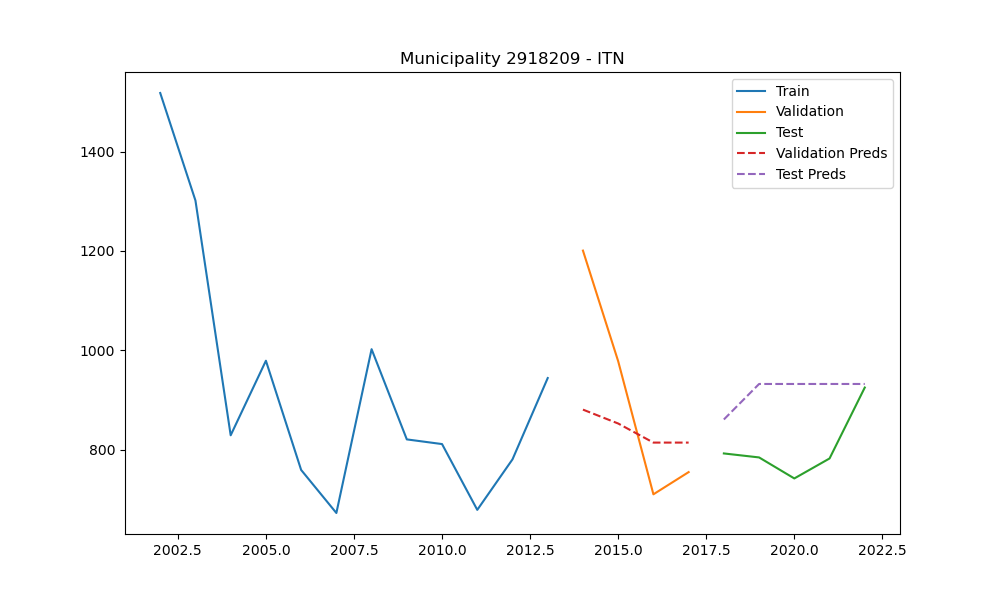 Municipality 2918209 - ITN
Train
Validation
Test
Validation Preds
Test Preds
1400
1200
1000
800
2002.5 2005.0 2007.5 2010.0 2012.5 2015.0 2017.5 2020.0 2022.5